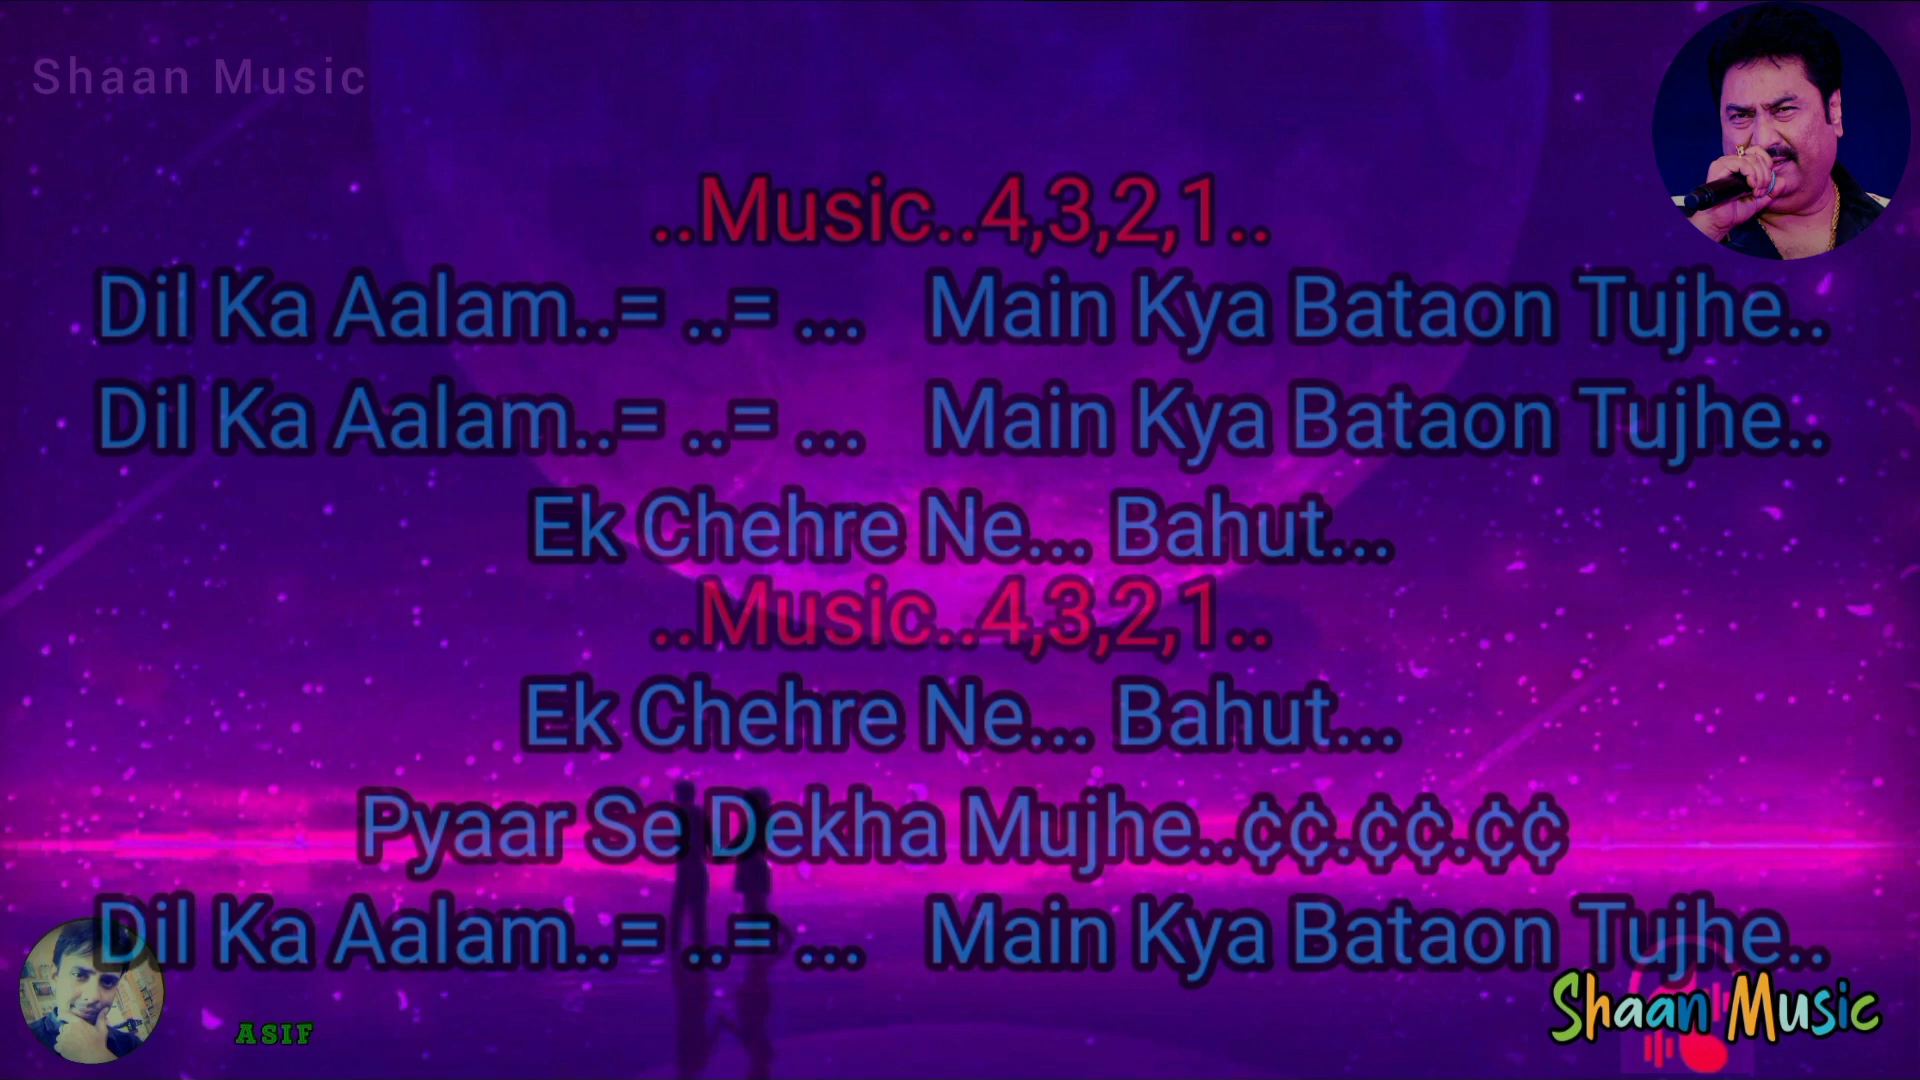 Shaan Music
..Music..4,3,2,1..
Dil Ka Aalam..= ..= ... Main Kya Bataon Tujhe..
Dil Ka Aalam..= ..= ... Main Kya Bataon Tujhe..
Ek Chehre Ne... Bahut...
..Music..4,3,2,1..
Ek Chehre Ne... Bahut...
Pyaar Se Dekha Mujhe..¢¢.¢¢.¢¢
Dil Ka Aalam..= ..= ... Main Kya Bataon Tujhe..
ASIF
Shaan Music